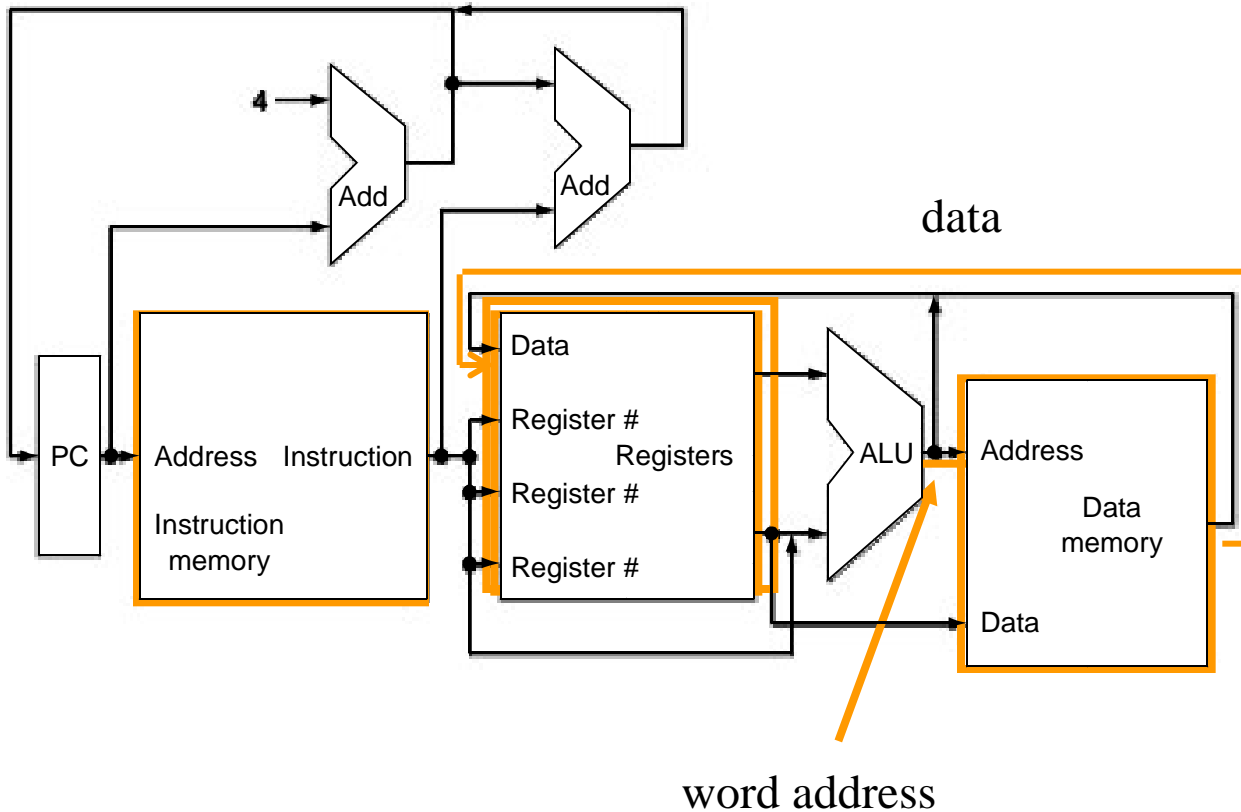 4
Add
Add
data
Data
Register #
Registers
Register #
Register #
PC
Address
Instruction
Instruction
memory
ALU
Address
Data
memory
Data
word address